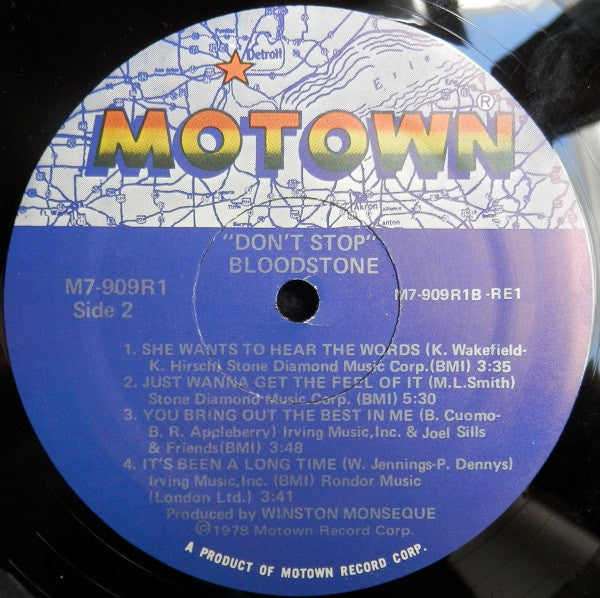 Detroit
Erie
MOTOWN®
Akron
Alliance
Canton
"DON'T STOP"
BLOODSTONE
M7-909R1
Side 2
M7-909R1B-RE1
1. SHE WANTS TO HEAR THE WORDS (K. Wakefield-
K. Hirsch) Stone Diamond Music Corp.(BMI) 3:35
2. JUST WANNA GET THE FEEL OF IT (M.L.Smith)
Stone Diamond Music Corp. (BMI) 5:30
3. YOU BRING OUT THE BEST IN ME (B. Cuomo-
B. R. Appleberry) Irving Music,Inc. & Joel Sills
& Friends(BMI) 3:48
4. IT'S BEEN A LONG TIME (W. Jennings-P. Dennys)
Irving Music,Inc. (BMI) Rondor Music
(London Ltd.) 3:41
Produced by WINSTON MONSEQUE
℗1978 Motown Record Corp.
A PRODUCT OF MOTOWN RECORD CORP.